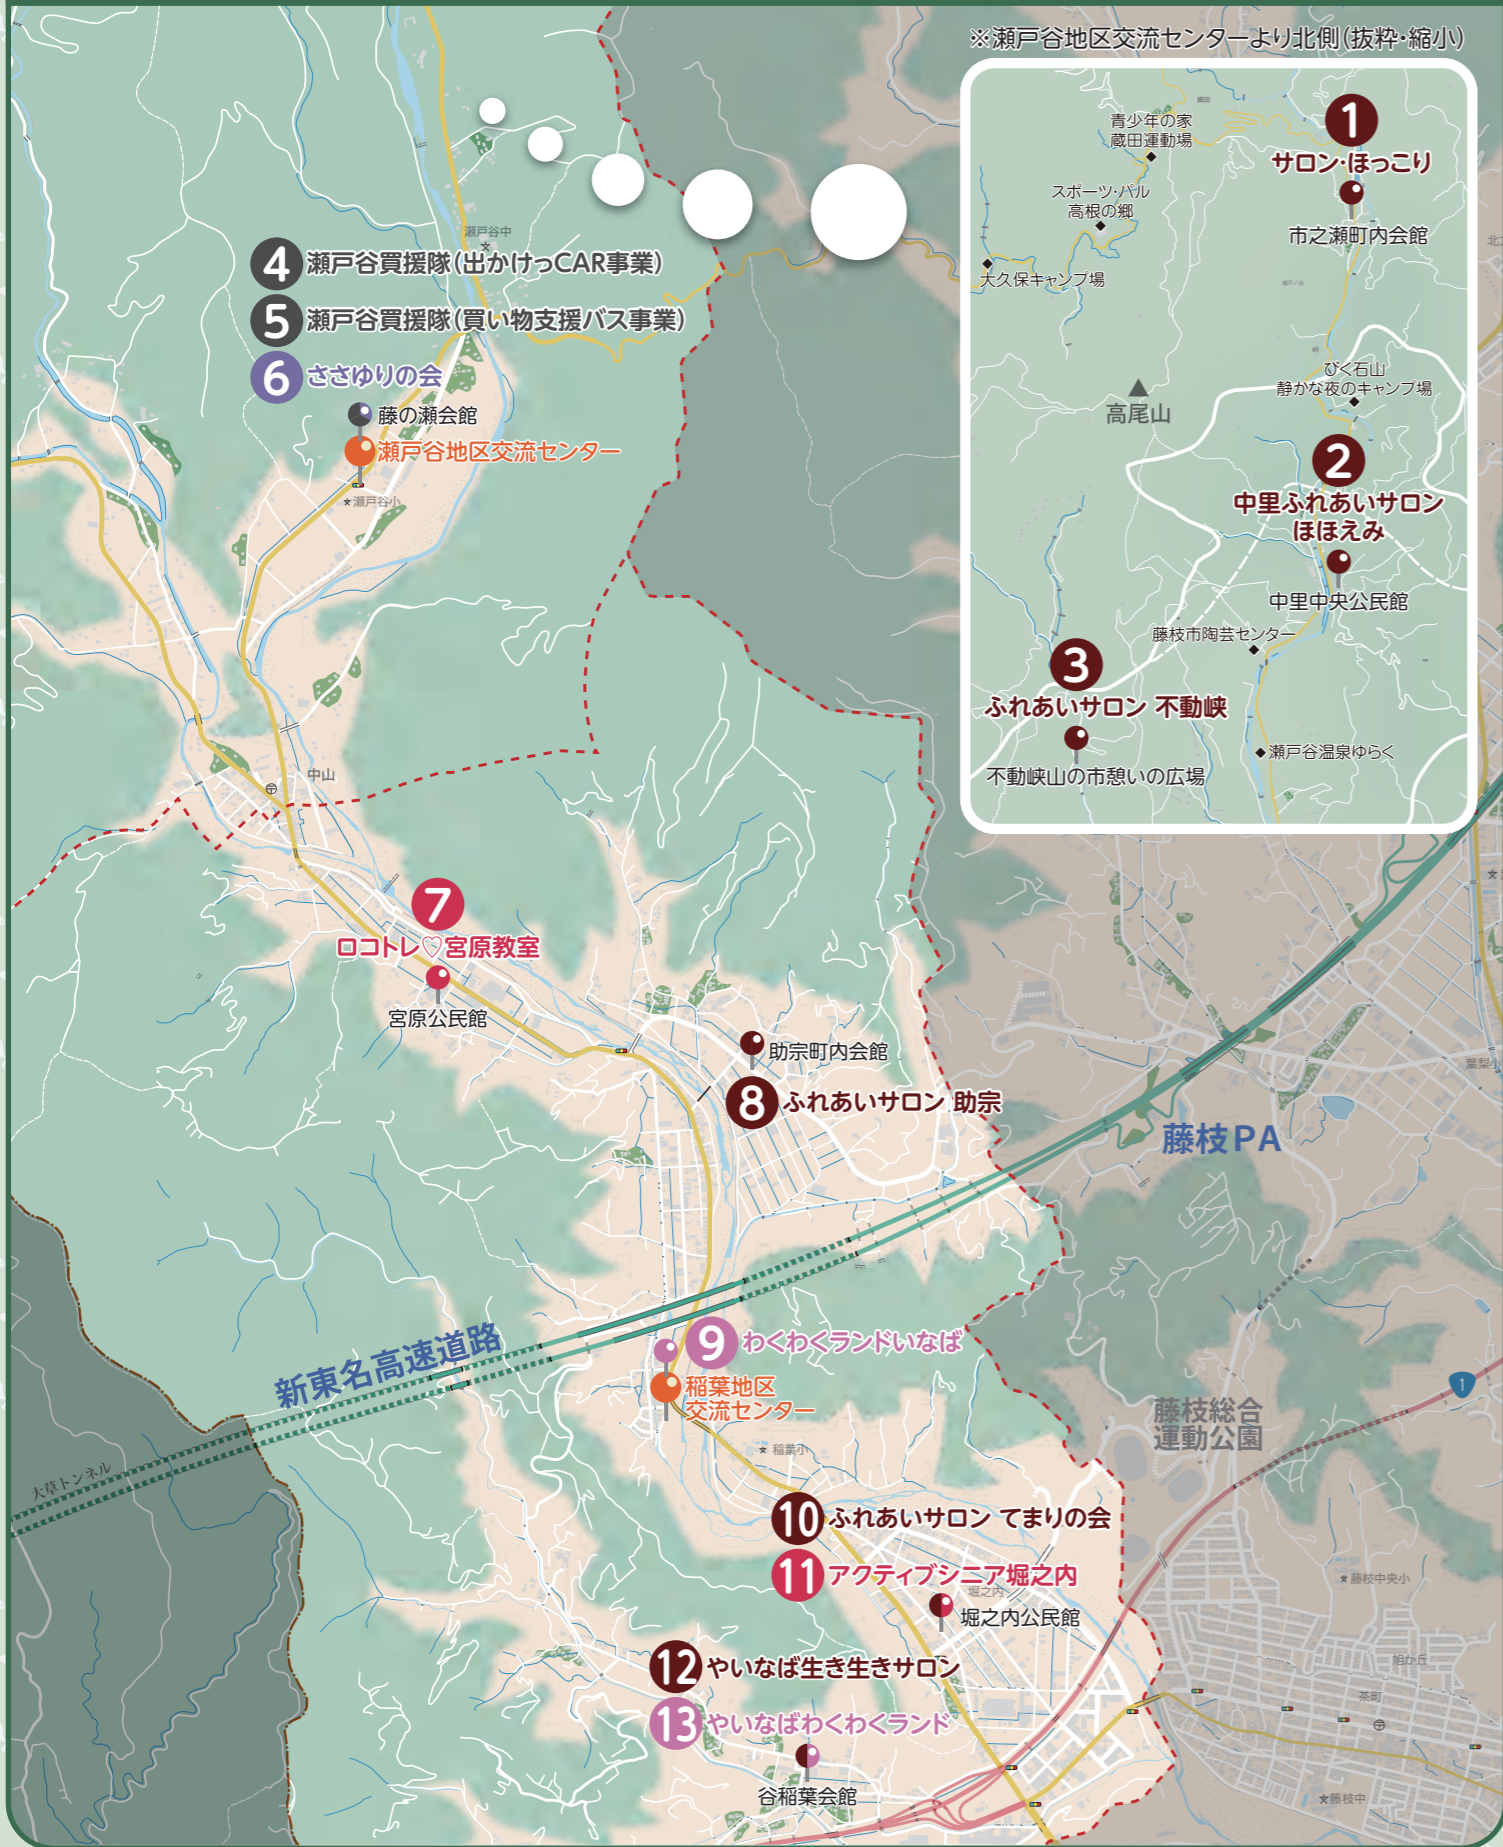 ※瀬戸谷地区交流センターより北側(抜粋・縮小)
蔵田
青少年の家
蔵田運動場
1
サロン・ほっこり
市之瀬町内会館
スポーツ・パル
高根の郷
大久保キャンプ場
瀬戸ノ谷
びく石山
静かな夜のキャンプ場
高尾山
2
中里ふれあいサロン
ほほえみ
中里中央公民館
藤枝市陶芸センター
3
ふれあいサロン 不動峡
不動峡山の市憩いの広場
瀬戸谷温泉ゆらく
瀬戸谷中
4 瀬戸谷買援隊(出かけっCAR事業)
5 瀬戸谷買援隊(買い物支援バス事業)
6 ささゆりの会
藤の瀬会館
瀬戸谷地区交流センター
瀬戸谷小
中山
7
ロコトレ♡宮原教室
宮原公民館
助宗町内会館
8 ふれあいサロン 助宗
葉梨小
藤枝PA
新東名高速道路
9 わくわくランドいなば
稲葉地区
交流センター
稲葉小
大草トンネル
1
藤枝総合
運動公園
10 ふれあいサロン てまりの会
11 アクティブシニア堀之内
堀之内
堀之内公民館
藤枝中央小
旭が丘
茶町
12 やいなば生き生きサロン
13 やいなばわくわくランド
谷稲葉会館
藤枝中